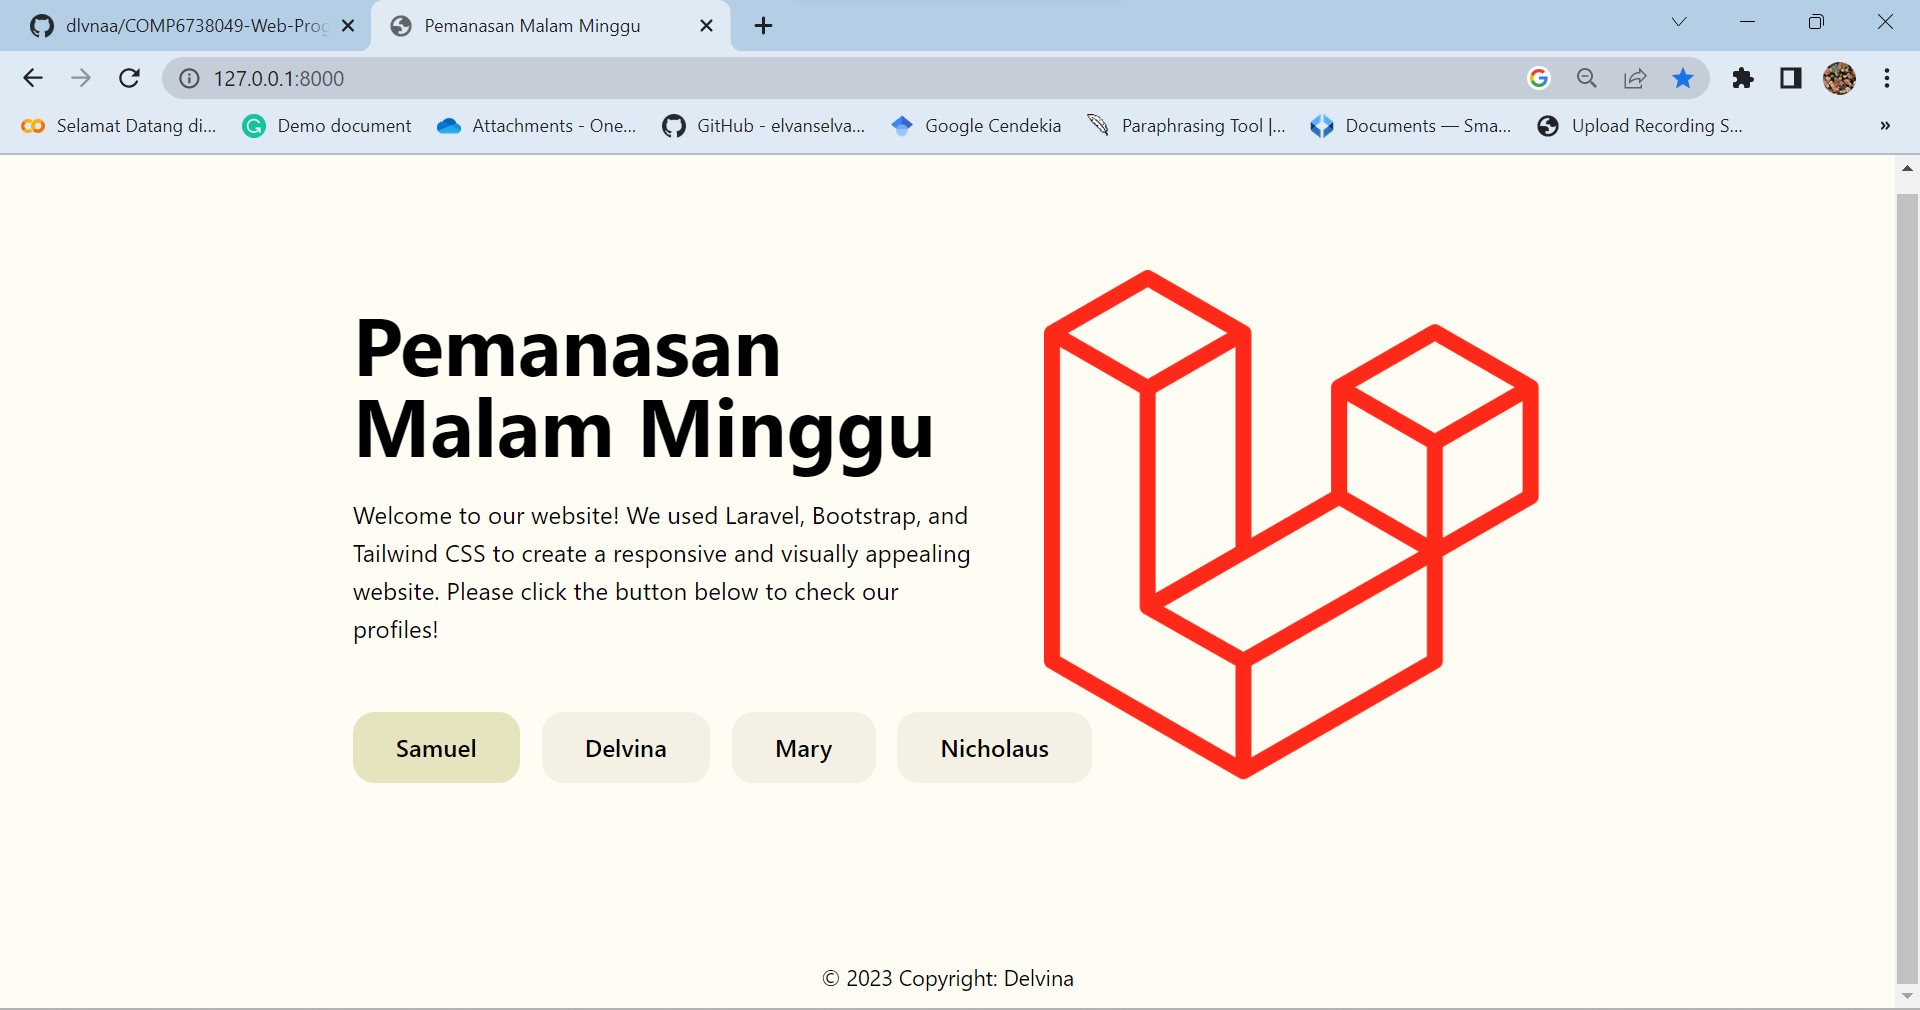 dlvnaa/COMP6738049-Web-Prog
Pemanasan Malam Minggu
127.0.0.1:8000
Selamat Datang di...
Demo document
Attachments - One...
GitHub - elvanselva...
Google Cendekia
Paraphrasing Tool |...
Documents — Sma...
Upload Recording S...
»
Pemanasan
Malam Minggu
Welcome to our website! We used Laravel, Bootstrap, and
Tailwind CSS to create a responsive and visually appealing
website. Please click the button below to check our
profiles!
Samuel
Delvina
Mary
Nicholaus
© 2023 Copyright: Delvina